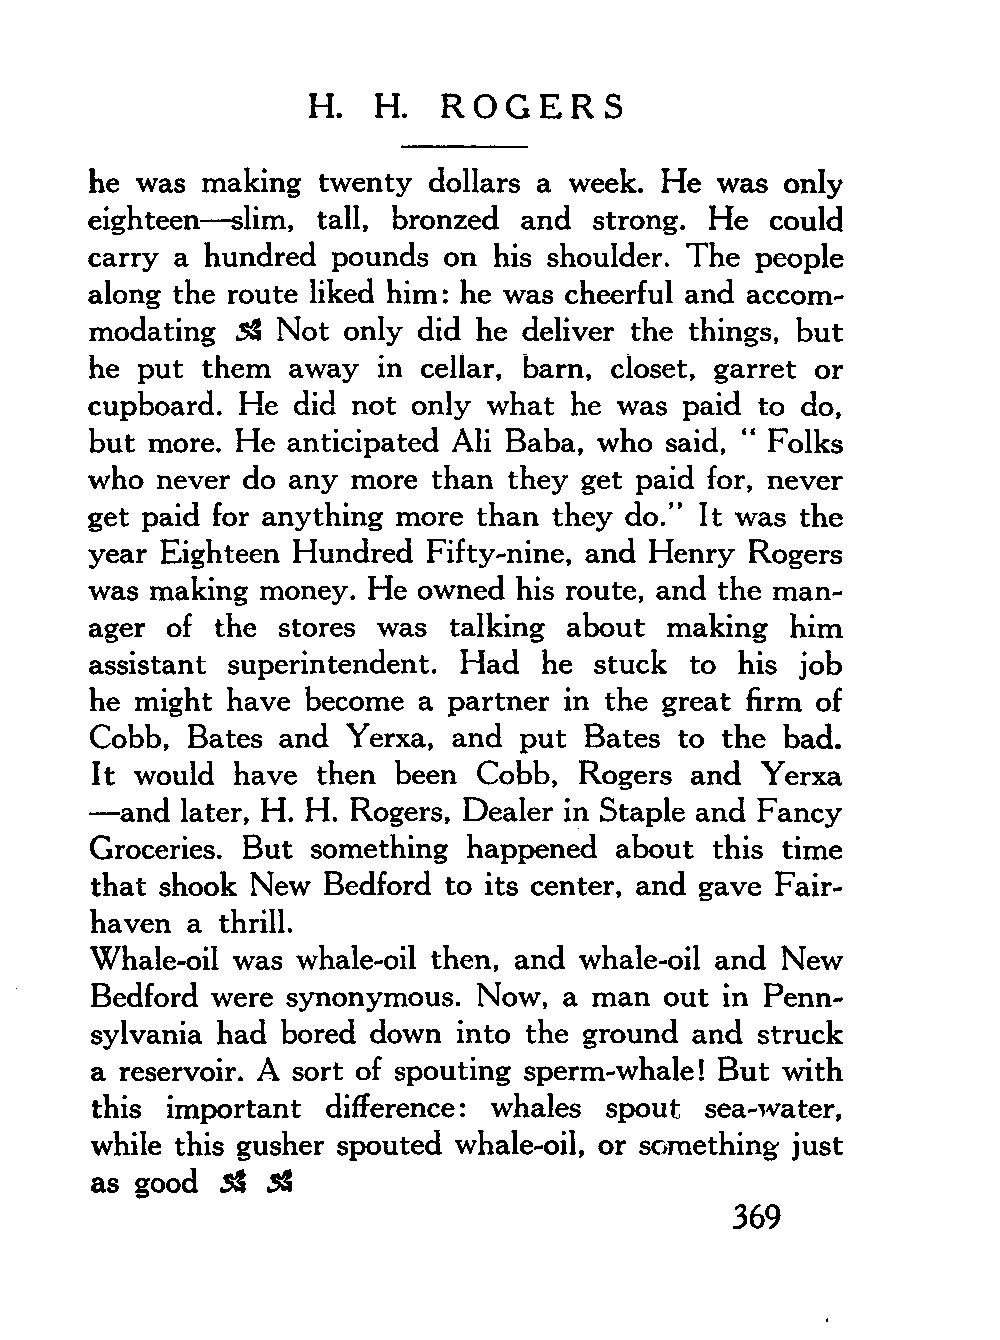 H. H. ROGERS
he was making twenty dollars a week. He was only
eighteen—slim, tall, bronzed and strong. He could
carry a hundred pounds on his shoulder. The people
along the route liked him: he was cheerful and accom-
modating Not only did he deliver the things, but
he put them away in cellar, barn, closet, garret or
cupboard. He did not only what he was paid to do,
but more. He anticipated Ali Baba, who said, “ Folks
who never do any more than they get paid for, never
get paid for anything more than they do.” It was the
year Eighteen Hundred Fifty-nine, and Henry Rogers
was making money. He owned his route, and the man-
ager of the stores was talking about making him
assistant superintendent. Had he stuck to his job
he might have become a partner in the great firm of
Cobb, Bates and Yerxa, and put Bates to the bad.
It would have then been Cobb, Rogers and Yerxa
—and later, H. H. Rogers, Dealer in Staple and Fancy
Groceries. But something happened about this time
that shook New Bedford to its center, and gave Fair-
haven a thrill.
Whale-oil was whale-oil then, and whale-oil and New
Bedford were synonymous. Now, a man out in Penn-
sylvania had bored down into the ground and struck
a reservoir. A sort of spouting sperm-whale! But with
this important difference: whales spout sea-water,
while this gusher spouted whale-oil, or something just
as good
369